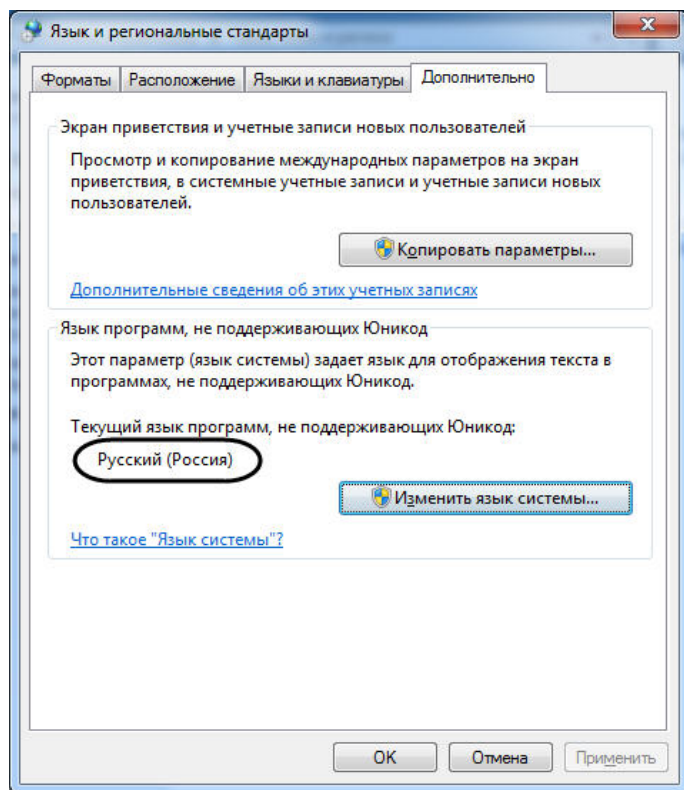 Язык и региональные стандарты
Форматы Расположение Языки и клавиатуры Дополнительно
Экран приветствия и учетные записи новых пользователей
Просмотр и копирование международных параметров на экран
приветствия, в системные учетные записи и учетные записи новых
пользователей.
Копировать параметры...
Дополнительные сведения об этих учетных записях
Язык программ, не поддерживающих Юникод
Этот параметр (язык системы) задает язык для отображения текста в
программах, не поддерживающих Юникод.
Текущий язык программ, не поддерживающих Юникод:
Русский (Россия)
Изменить язык системы...
Что такое "Язык системы"?
ОК Отмена Применить